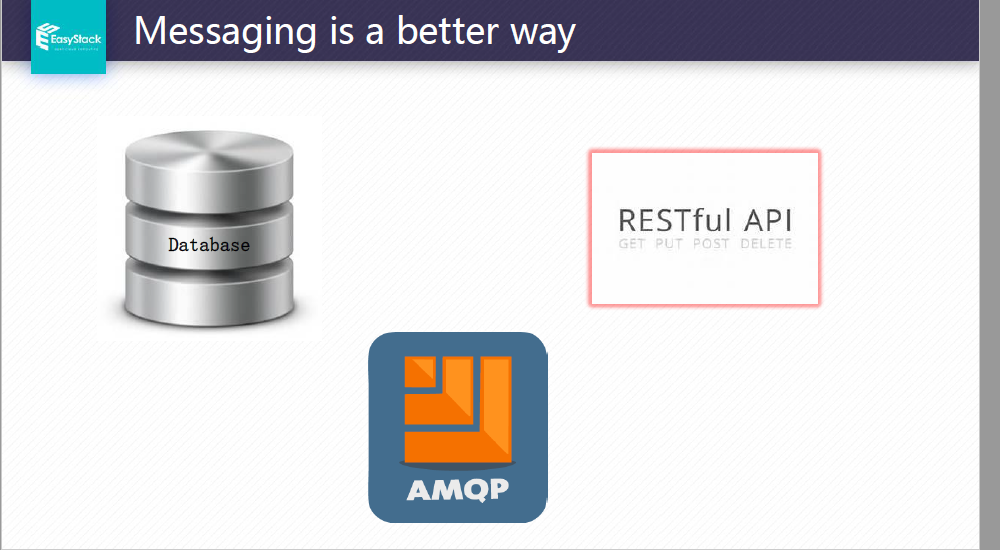 EasyStack
Messaging is a better way
Database
RESTful API
GET PUT POST DELETE
AMQP